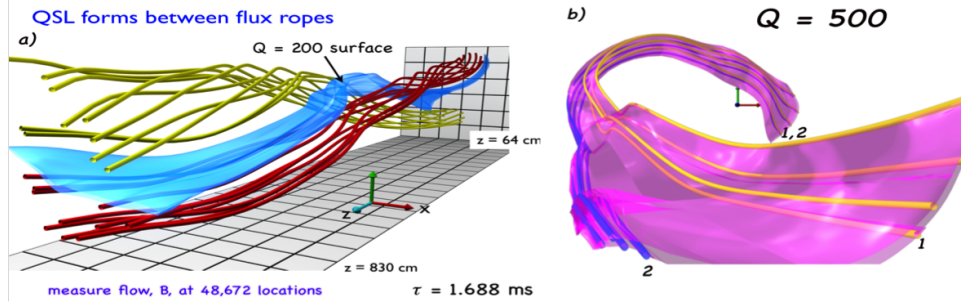 QSL forms between flux ropes
a)
Q = 200 surface
z = 64 cm
z
x
z = 830 cm
measure flow, B, at 48,672 locations
τ = 1.688 ms
b)
Q = 500
1,2
1
2